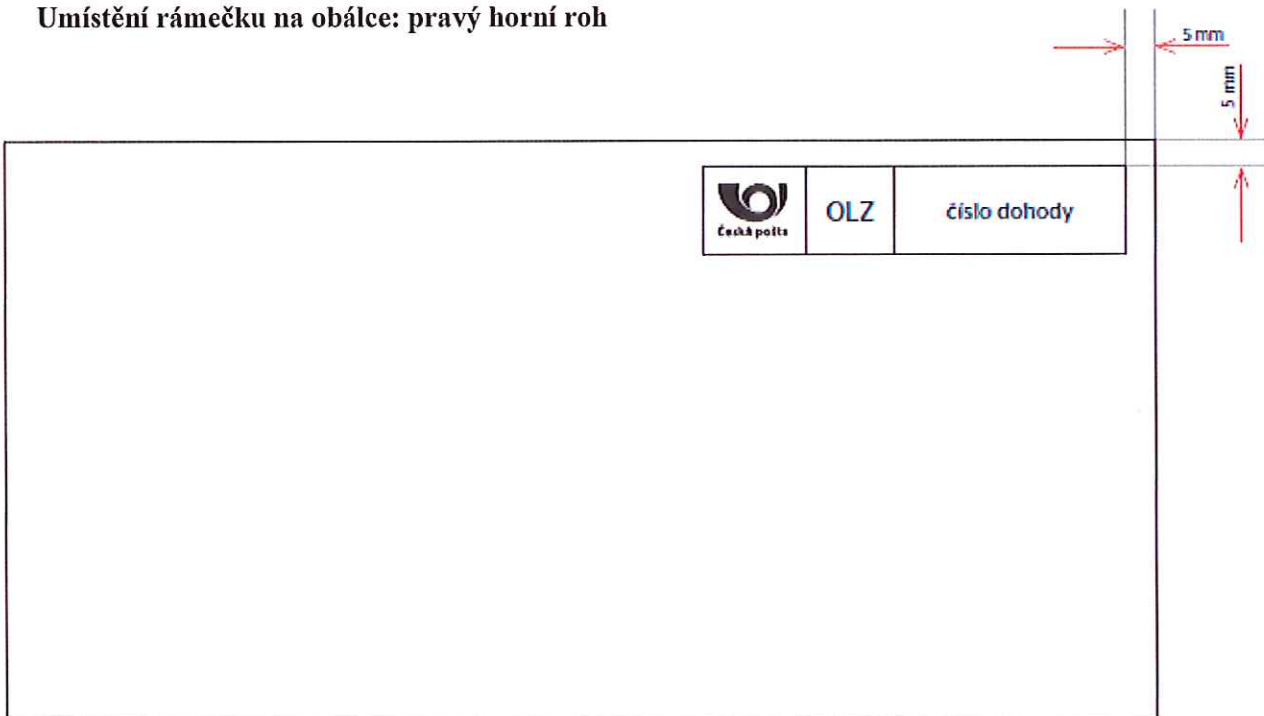 Umístění rámečku na obálce: pravý horní roh
5 mm
5 mm
Česká pošta
OLZ
číslo dohody